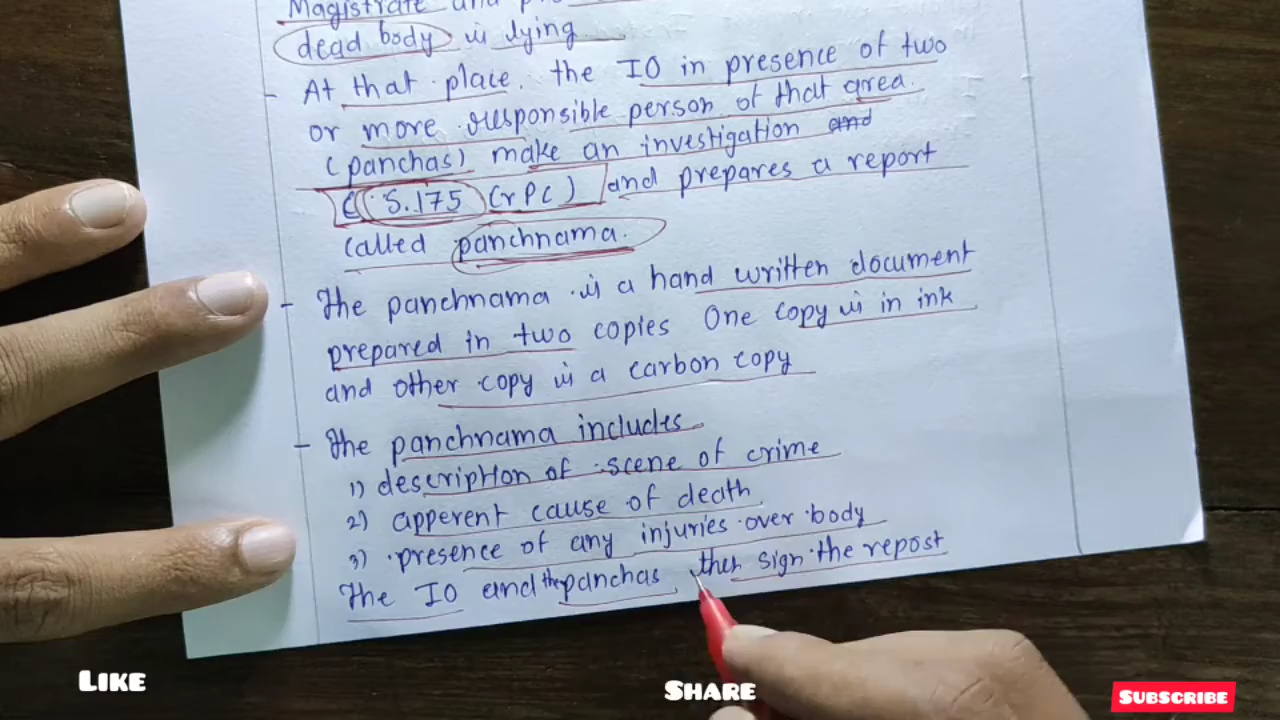 Magistrate and
dead body is lying
- At that place, the IO in presence of two
or more responsible person of that area.
(panchas) make an investigation and
( S.175 CrPC) and prepares a report
called panchnama.
- The panchnama is a hand written document
prepared in two copies One copy is in ink
and other copy is a carbon copy
- The panchnama includes
1) description of scene of crime
2) apperent cause of death
3) presence of any injuries over body
The IO and the panchas then sign the repost
LIKE
SHARE
SUBSCRIBE